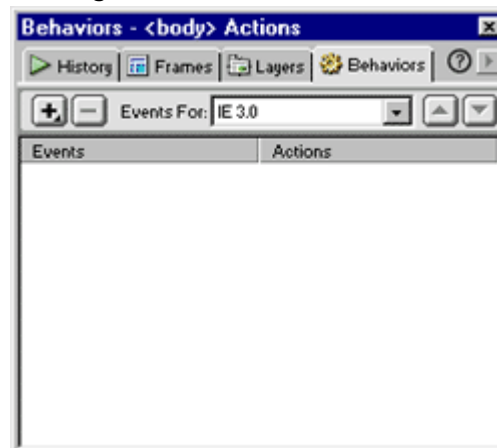 Behaviors - <body> Actions
History Frames Layers Behaviors
Events For: IE 3.0
Events Actions